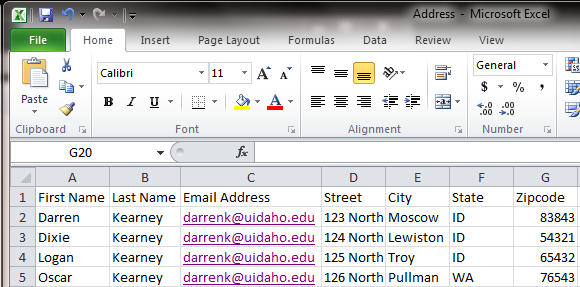 Address - Microsoft Excel
File Home Insert Page Layout Formulas Data Review View
Calibri 11 A A General
Paste B I U A $ % ,
.00 .0
Clipboard Font Alignment Number
G20 fx
A B C D E F G
1 First Name Last Name Email Address Street City State Zipcode
2 Darren Kearney darrenk@uidaho.edu 123 North Moscow ID 83843
3 Dixie Kearney darrenk@uidaho.edu 124 North Lewiston ID 54321
4 Logan Kearney darrenk@uidaho.edu 125 North Troy ID 65432
5 Oscar Kearney darrenk@uidaho.edu 126 North Pullman WA 76543